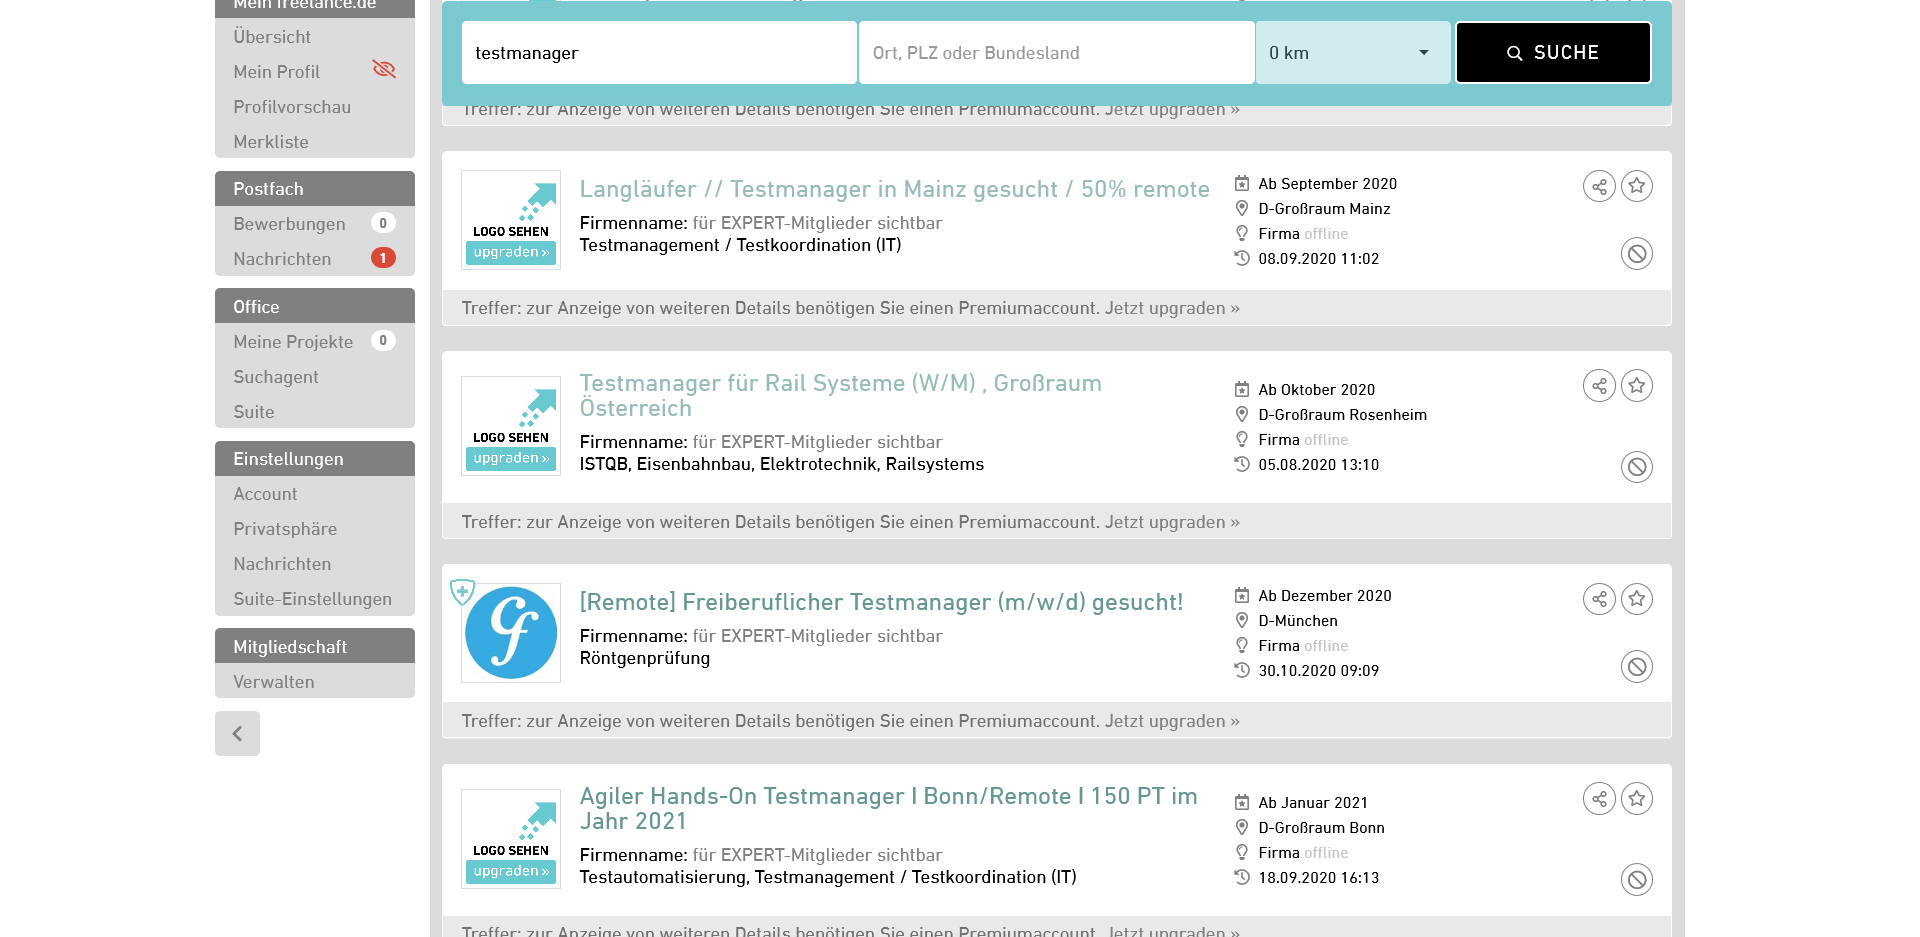 Mein freelance.de
Übersicht
Mein Profil
Profilvorschau
Merkliste
Postfach
Bewerbungen 0
Nachrichten 1
Office
Meine Projekte 0
Suchagent
Suite
Einstellungen
Account
Privatsphäre
Nachrichten
Suite-Einstellungen
Mitgliedschaft
Verwalten
testmanager
Ort, PLZ oder Bundesland
0 km
SUCHE
Treffer: zur Anzeige von weiteren Details benötigen Sie einen Premiumaccount. Jetzt upgraden »
LOGO SEHEN
upgraden »
Langläufer // Testmanager in Mainz gesucht / 50% remote
Firmenname: für EXPERT-Mitglieder sichtbar
Testmanagement / Testkoordination (IT)
Ab September 2020
D-Großraum Mainz
Firma offline
08.09.2020 11:02
Treffer: zur Anzeige von weiteren Details benötigen Sie einen Premiumaccount. Jetzt upgraden »
LOGO SEHEN
upgraden »
Testmanager für Rail Systeme (W/M) , Großraum
Österreich
Firmenname: für EXPERT-Mitglieder sichtbar
ISTQB, Eisenbahnbau, Elektrotechnik, Railsystems
Ab Oktober 2020
D-Großraum Rosenheim
Firma offline
05.08.2020 13:10
Treffer: zur Anzeige von weiteren Details benötigen Sie einen Premiumaccount. Jetzt upgraden »
[Remote] Freiberuflicher Testmanager (m/w/d) gesucht!
Firmenname: für EXPERT-Mitglieder sichtbar
Röntgenprüfung
Ab Dezember 2020
D-München
Firma offline
30.10.2020 09:09
Treffer: zur Anzeige von weiteren Details benötigen Sie einen Premiumaccount. Jetzt upgraden »
LOGO SEHEN
upgraden »
Agiler Hands-On Testmanager I Bonn/Remote I 150 PT im
Jahr 2021
Firmenname: für EXPERT-Mitglieder sichtbar
Testautomatisierung, Testmanagement / Testkoordination (IT)
Ab Januar 2021
D-Großraum Bonn
Firma offline
18.09.2020 16:13
Treffer: zur Anzeige von weiteren Details benötigen Sie einen Premiumaccount. Jetzt upgraden »